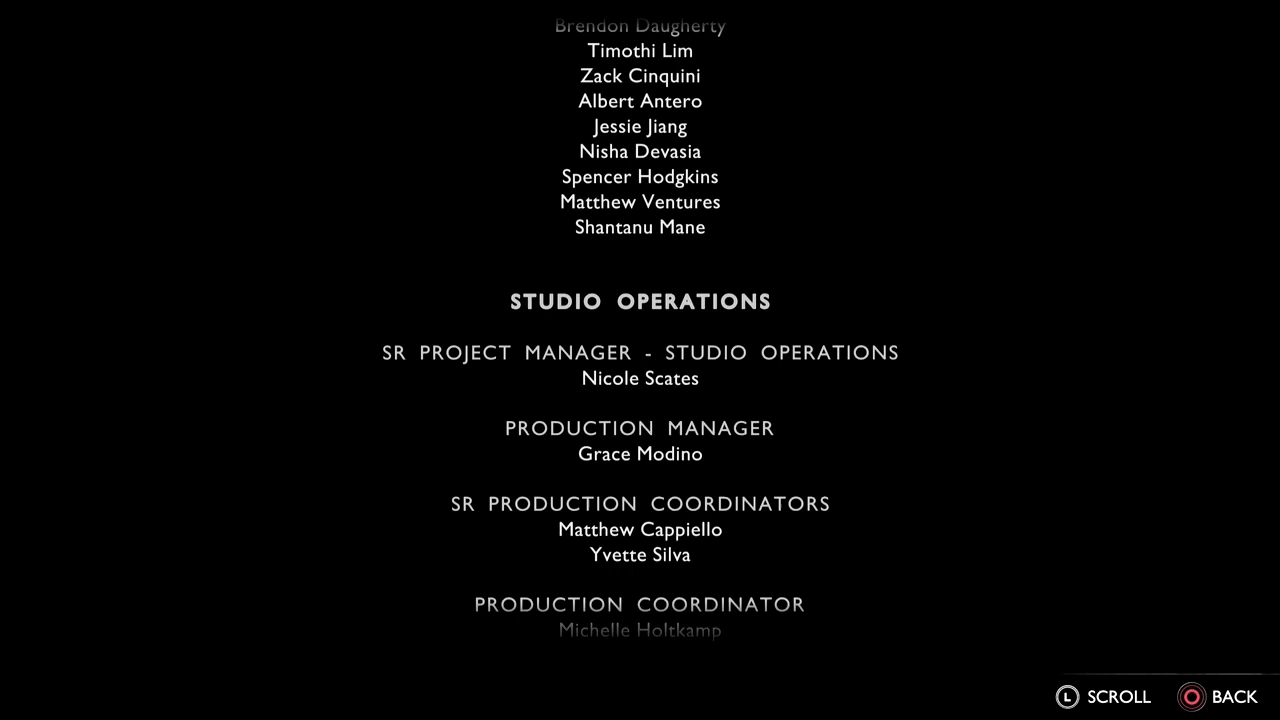 Brendon Daugherty
Timothi Lim
Zack Cinquini
Albert Antero
Jessie Jiang
Nisha Devasia
Spencer Hodgkins
Matthew Ventures
Shantanu Mane
STUDIO OPERATIONS
SR PROJECT MANAGER - STUDIO OPERATIONS
Nicole Scates
PRODUCTION MANAGER
Grace Modino
SR PRODUCTION COORDINATORS
Matthew Cappiello
Yvette Silva
PRODUCTION COORDINATOR
Michelle Holtkamp
L SCROLL BACK